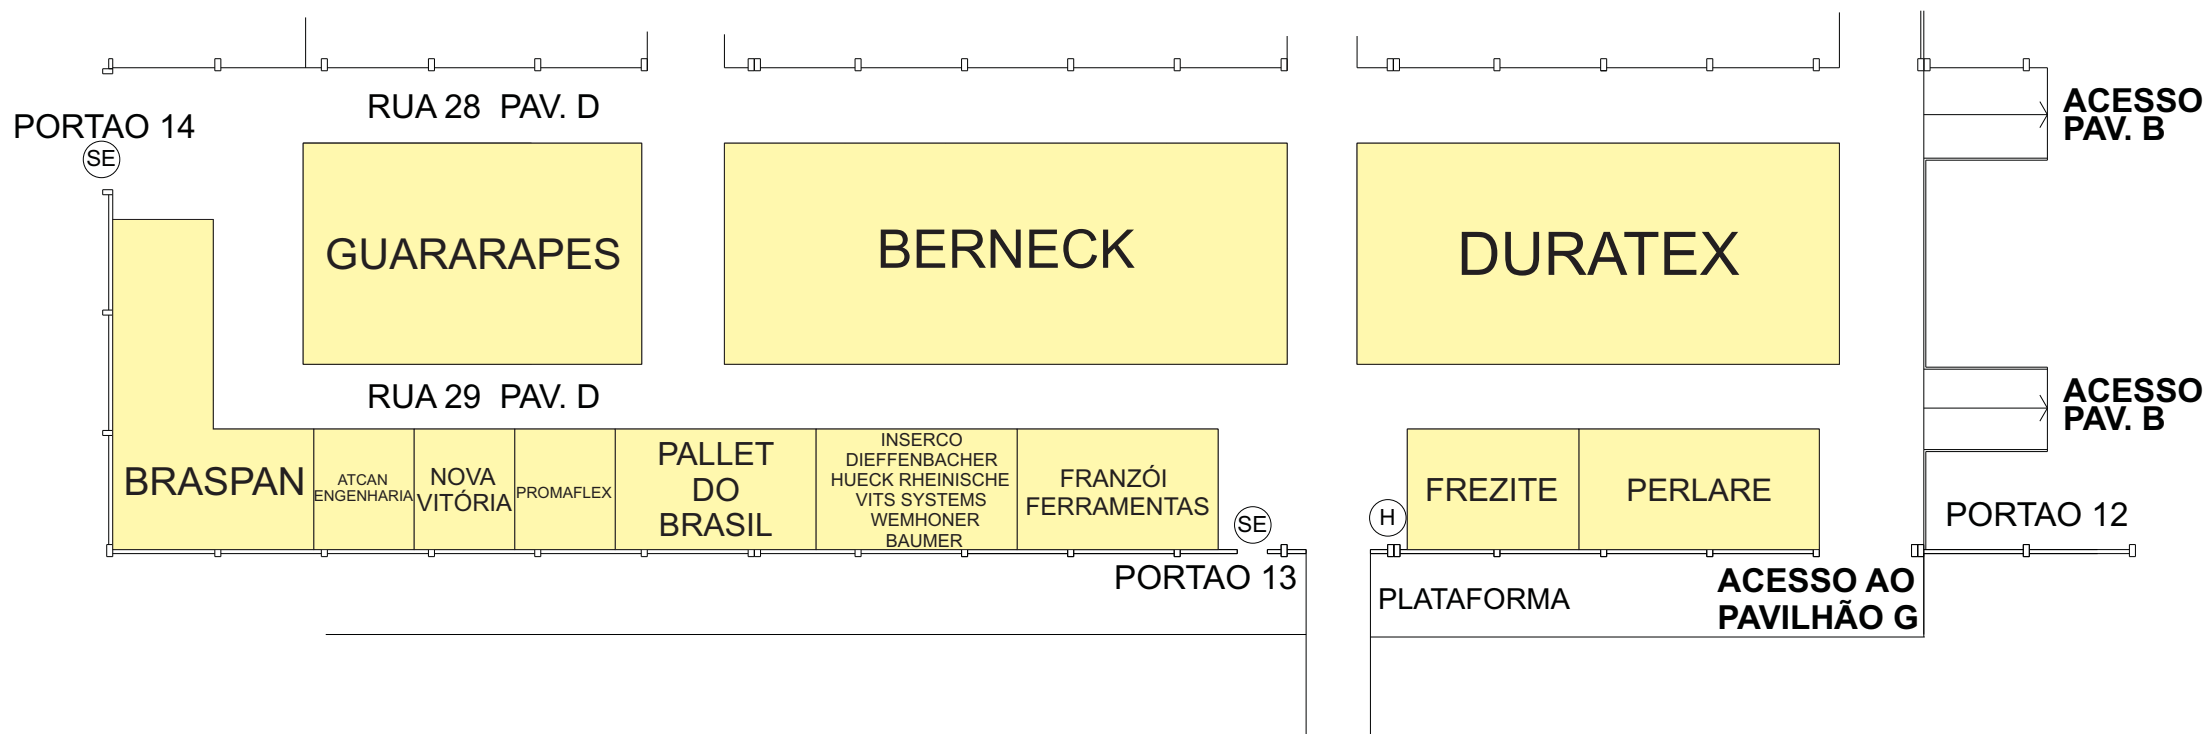 RUA 28 PAV. D
ACESSO
PAV. B
PORTAO 14
SE
GUARARAPES
BERNECK
DURATEX
RUA 29 PAV. D
ACESSO
PAV. B
BRASPAN
ATCAN
ENGENHARIA
NOVA
VITÓRIA
PROMAFLEX
PALLET
DO
BRASIL
INSERCO
DIEFFENBACHER
HUECK RHEINISCHE
VITS SYSTEMS
WEMHONER
BAUMER
FRANZÓI
FERRAMENTAS
SE
H
FREZITE
PERLARE
PORTAO 12
PORTAO 13
PLATAFORMA
ACESSO AO
PAVILHÃO G